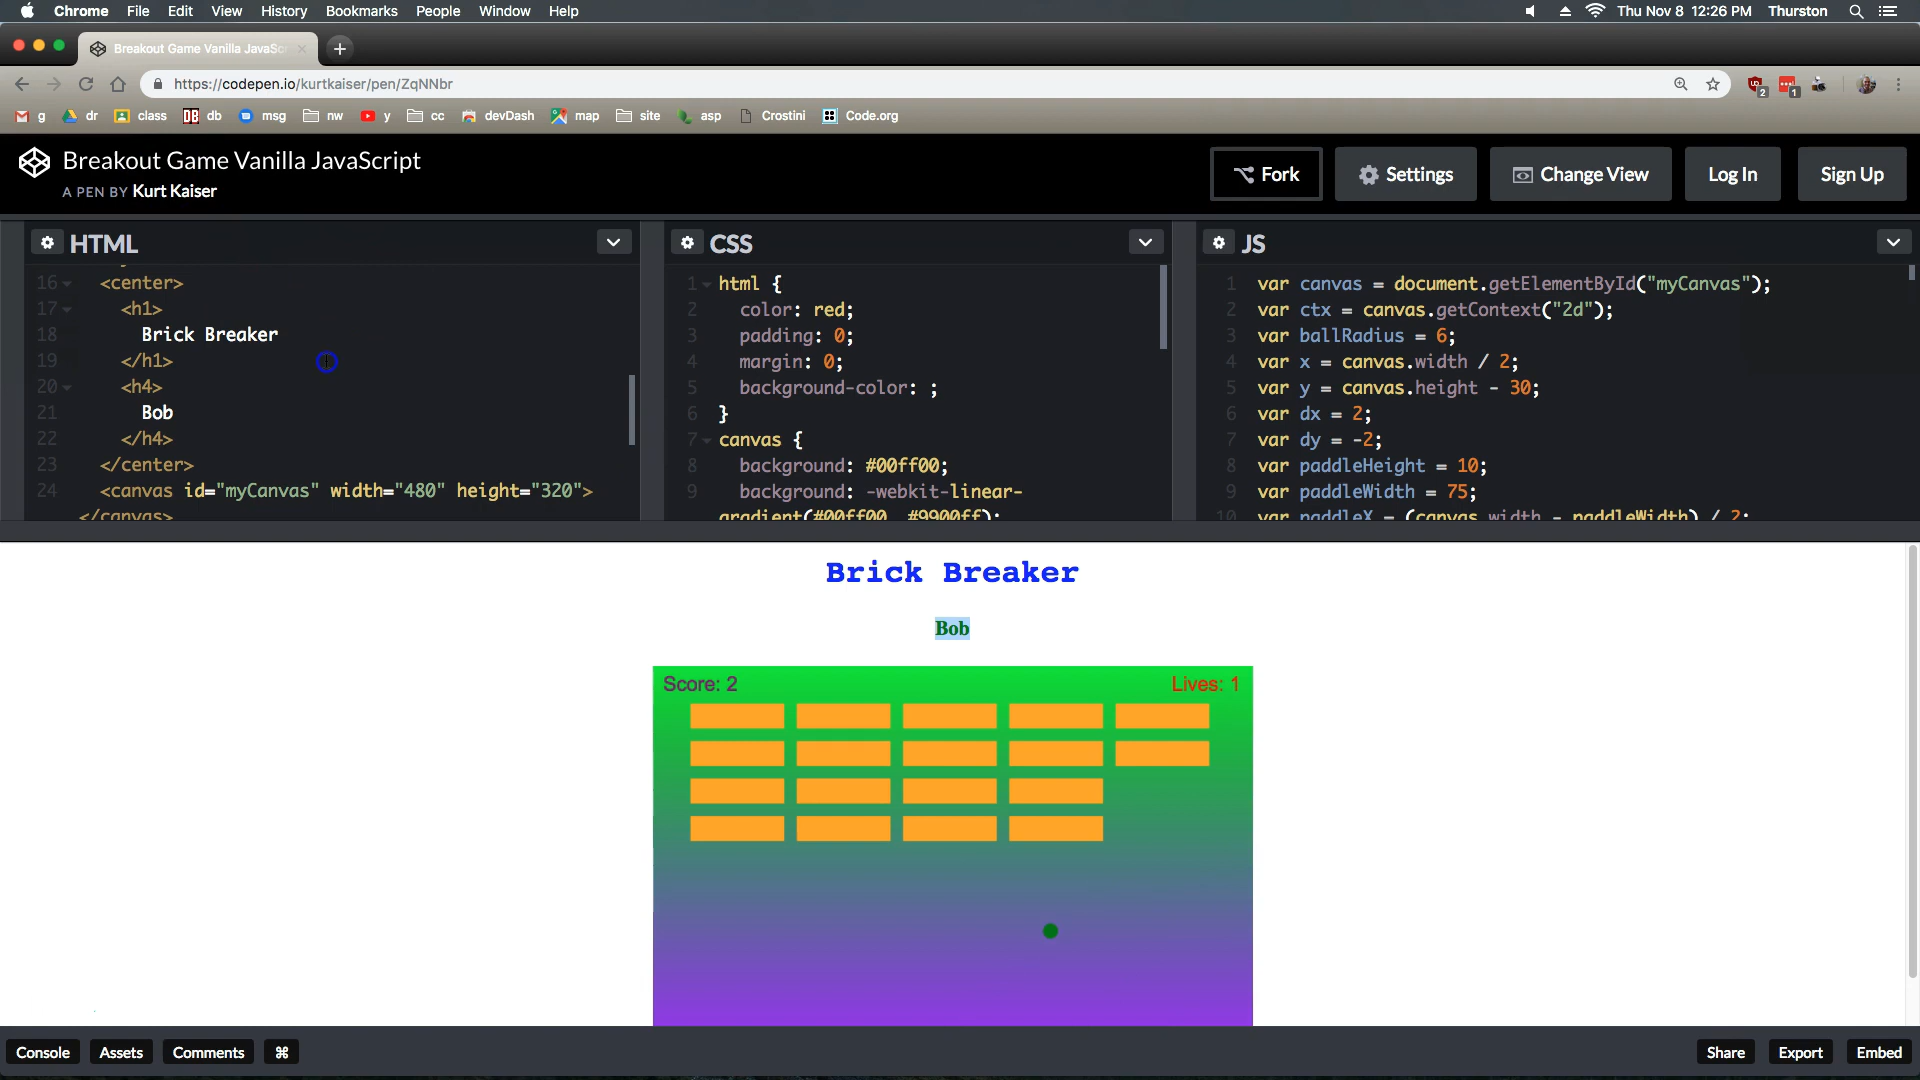 Chrome File Edit View History Bookmarks People Window Help Thu Nov 8 12:26 PM Thurston
Breakout Game Vanilla JavaSc
https://codepen.io/kurtkaiser/pen/ZqNNbr 2 1
g dr class DB db msg nw y cc devDash map site asp Crostini Code.org
Breakout Game Vanilla JavaScript
A PEN BY Kurt Kaiser
Fork Settings Change View Log In Sign Up
HTML
16 <center>
17 <h1>
18 Brick Breaker
19 </h1>
20 <h4>
21 Bob
22 </h4>
23 </center>
24 <canvas id="myCanvas" width="480" height="320">
</canvas>
CSS
1 html {
2 color: red;
3 padding: 0;
4 margin: 0;
5 background-color: ;
6 }
7 canvas {
8 background: #00ff00;
9 background: -webkit-linear-
gradient(#00ff00, #9900ff);
JS
1 var canvas = document.getElementById("myCanvas");
2 var ctx = canvas.getContext("2d");
3 var ballRadius = 6;
4 var x = canvas.width / 2;
5 var y = canvas.height - 30;
6 var dx = 2;
7 var dy = -2;
8 var paddleHeight = 10;
9 var paddleWidth = 75;
10 var paddleX = (canvas.width - paddleWidth) / 2;
Brick Breaker
Bob
Score: 2 Lives: 1
Console Assets Comments ⌘ Share Export Embed